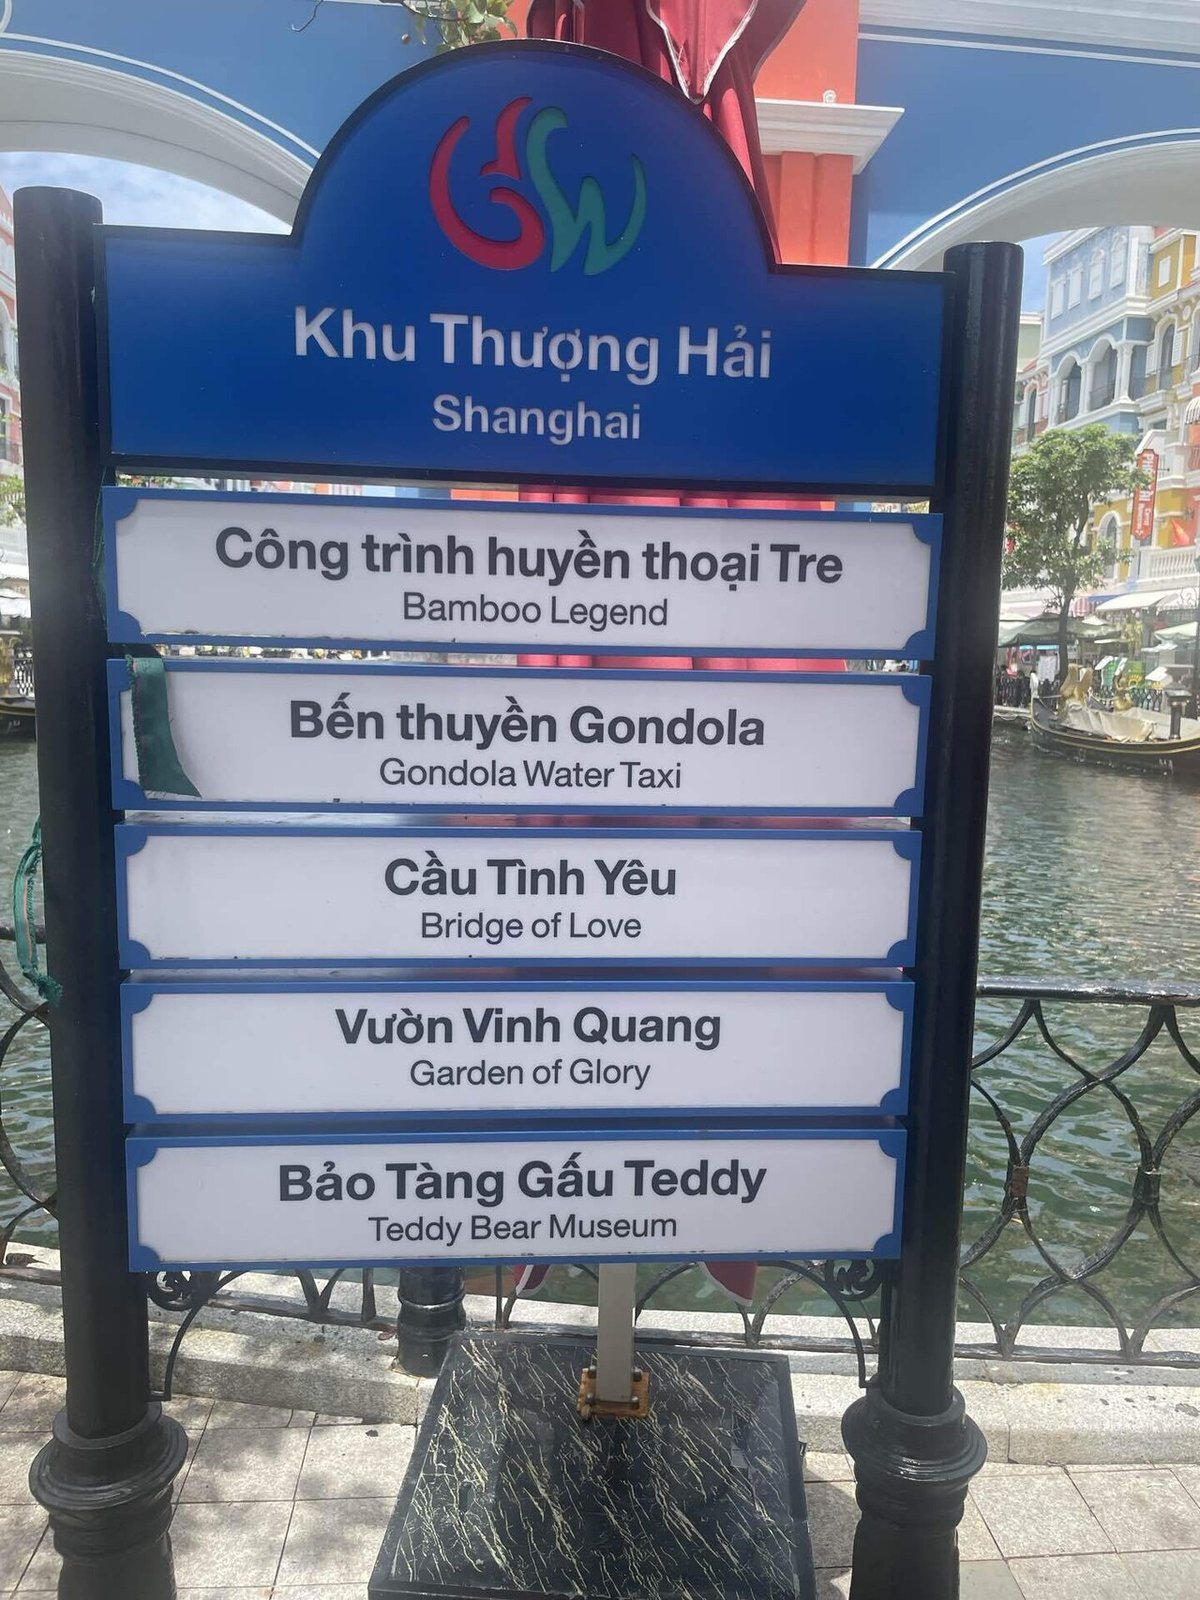 Khu Thượng Hải
Shanghai
Công trình huyền thoại Tre
Bamboo Legend
Bến thuyền Gondola
Gondola Water Taxi
Cầu Tình Yêu
Bridge of Love
Vườn Vinh Quang
Garden of Glory
Bảo Tàng Gấu Teddy
Teddy Bear Museum